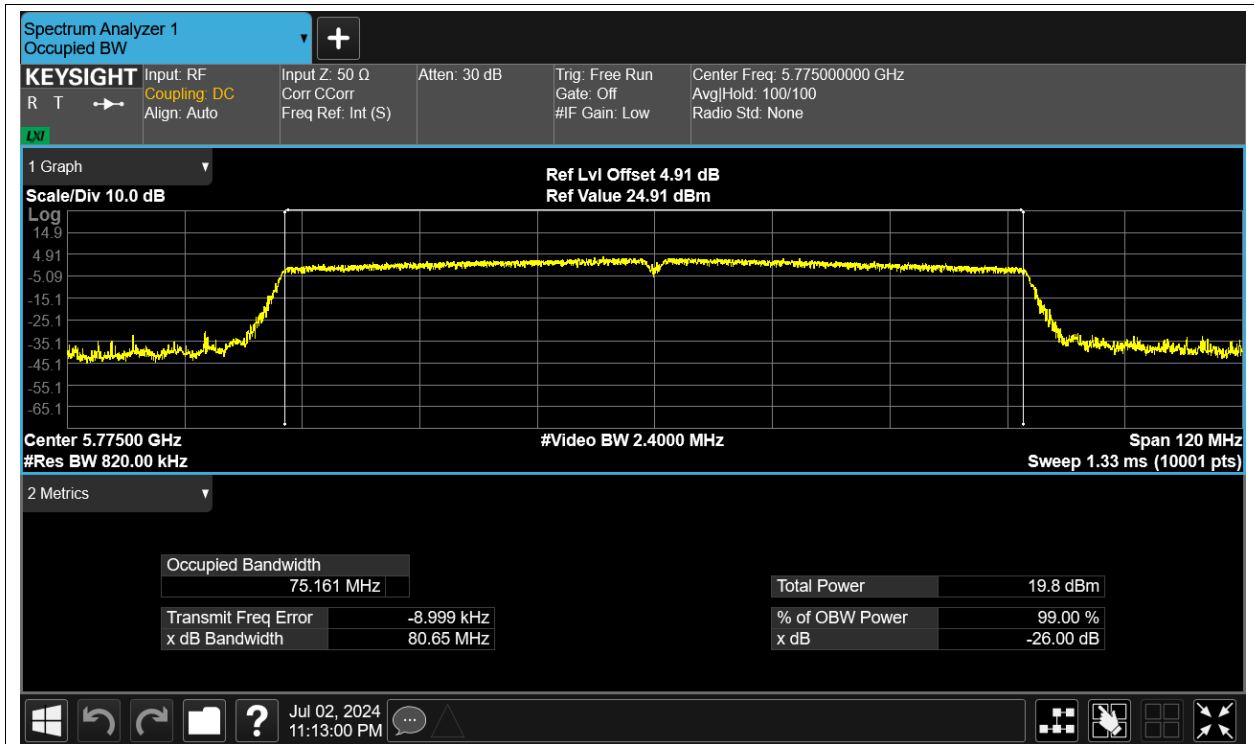 Spectrum Analyzer 1
Occupied BW
KEYSIGHT
R T
LXI
Input: RF
Coupling: DC
Align: Auto
Input Z: 50 Ω
Corr CCorr
Freq Ref: Int (S)
Atten: 30 dB
Trig: Free Run
Gate: Off
#IF Gain: Low
Center Freq: 5.775000000 GHz
Avg|Hold: 100/100
Radio Std: None
1 Graph
Scale/Div 10.0 dB
Ref Lvl Offset 4.91 dB
Ref Value 24.91 dBm
Log
14.9
4.91
-5.09
-15.1
-25.1
-35.1
-45.1
-55.1
-65.1
Center 5.77500 GHz
#Video BW 2.4000 MHz
Span 120 MHz
#Res BW 820.00 kHz
Sweep 1.33 ms (10001 pts)
2 Metrics
Occupied Bandwidth
75.161 MHz
Transmit Freq Error -8.999 kHz
x dB Bandwidth 80.65 MHz
Total Power 19.8 dBm
% of OBW Power 99.00 %
x dB -26.00 dB
?
Jul 02, 2024
11:13:00 PM